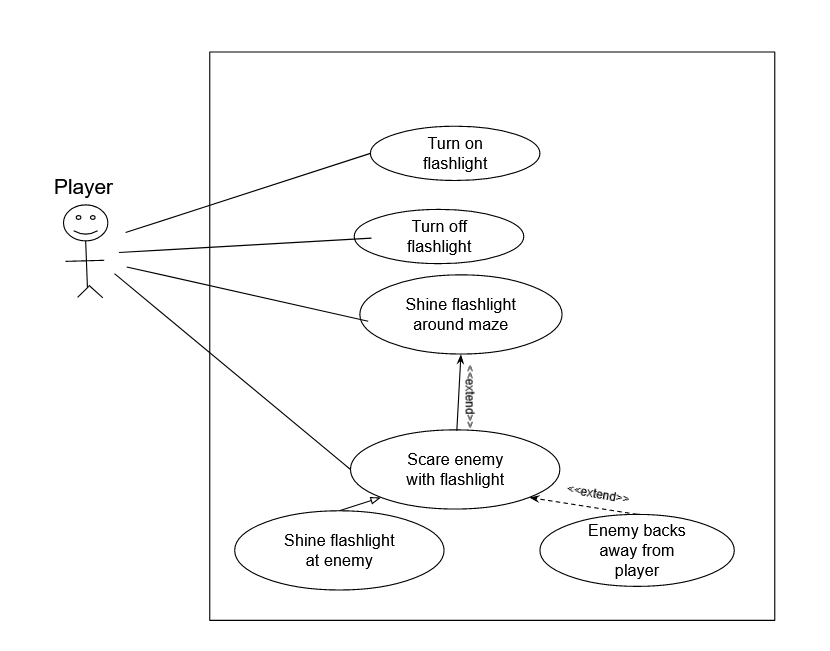 Turn on
flashlight
Player
Turn off
flashlight
Shine flashlight
around maze
<<extend>>
Scare enemy
with flashlight
<<extend>>
Shine flashlight
at enemy
Enemy backs
away from
player